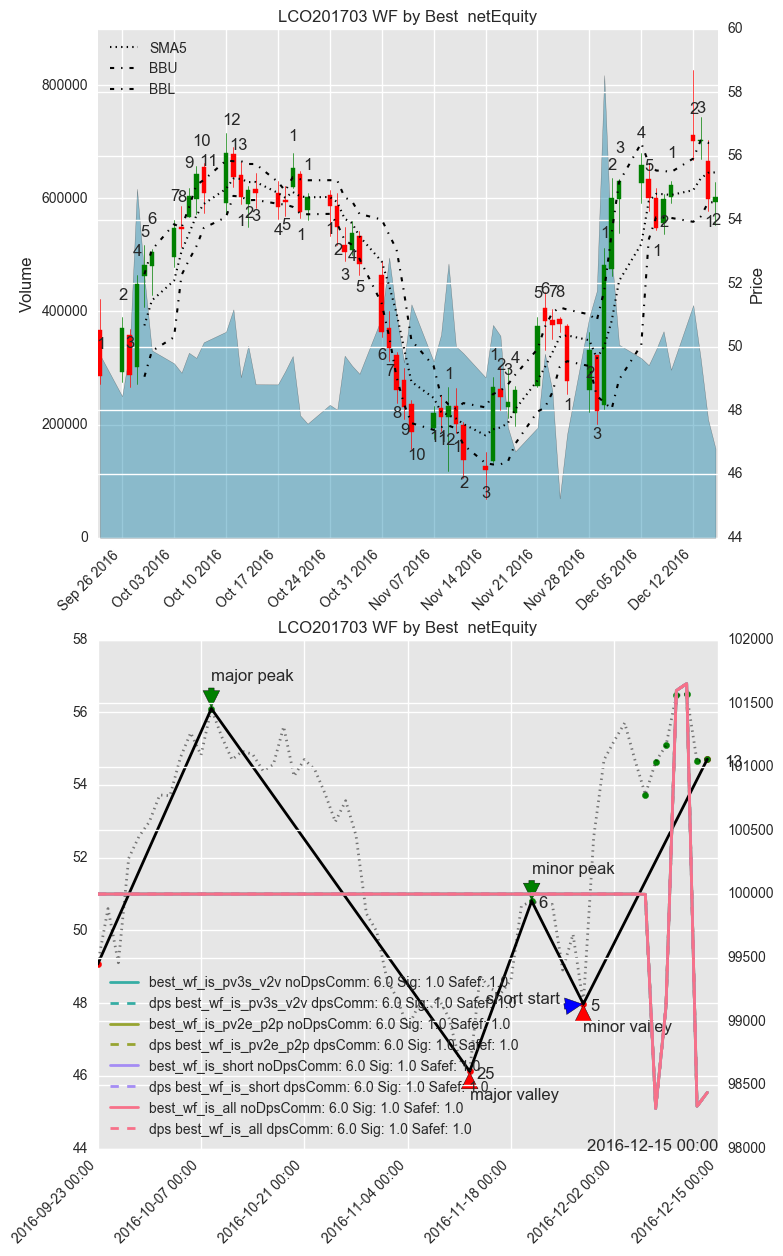 LCO201703 WF by Best netEquity
SMA5
BBU
BBL
Volume
Price
800000
600000
400000
200000
0
60
58
56
54
52
50
48
46
44
Sep 26 2016
Oct 03 2016
Oct 10 2016
Oct 17 2016
Oct 24 2016
Oct 31 2016
Nov 07 2016
Nov 14 2016
Nov 21 2016
Nov 28 2016
Dec 05 2016
Dec 12 2016
LCO201703 WF by Best netEquity
58
56
54
52
50
48
46
44
102000
101500
101000
100500
100000
99500
99000
98500
98000
major peak
minor peak
6
13
short start
5
minor valley
25
major valley
best_wf_is_pv3s_v2v noDpsComm: 6.0 Sig: 1.0 Safef: 1.0
dps best_wf_is_pv3s_v2v dpsComm: 6.0 Sig: 1.0 Safef: 1.0
best_wf_is_pv2e_p2p noDpsComm: 6.0 Sig: 1.0 Safef: 1.0
dps best_wf_is_pv2e_p2p dpsComm: 6.0 Sig: 1.0 Safef: 1.0
best_wf_is_short noDpsComm: 6.0 Sig: 1.0 Safef: 1.0
dps best_wf_is_short dpsComm: 6.0 Sig: 1.0 Safef: 1.0
best_wf_is_all noDpsComm: 6.0 Sig: 1.0 Safef: 1.0
dps best_wf_is_all dpsComm: 6.0 Sig: 1.0 Safef: 1.0
2016-12-15 00:00
2016-09-23 00:00
2016-10-07 00:00
2016-10-21 00:00
2016-11-04 00:00
2016-11-18 00:00
2016-12-02 00:00
2016-12-15 00:00